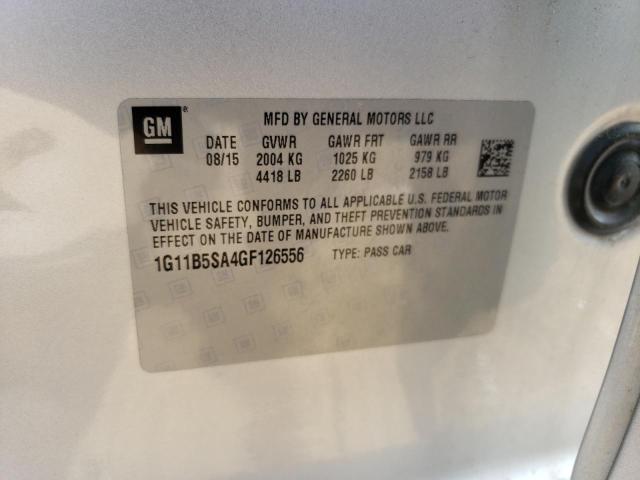 GM ®
MFD BY GENERAL MOTORS LLC
DATE GVWR GAWR FRT GAWR RR
08/15 2004 KG 1025 KG 979 KG
4418 LB 2260 LB 2158 LB
THIS VEHICLE CONFORMS TO ALL APPLICABLE U.S. FEDERAL MOTOR
VEHICLE SAFETY, BUMPER, AND THEFT PREVENTION STANDARDS IN
EFFECT ON THE DATE OF MANUFACTURE SHOWN ABOVE.
1G11B5SA4GF126556 TYPE: PASS CAR